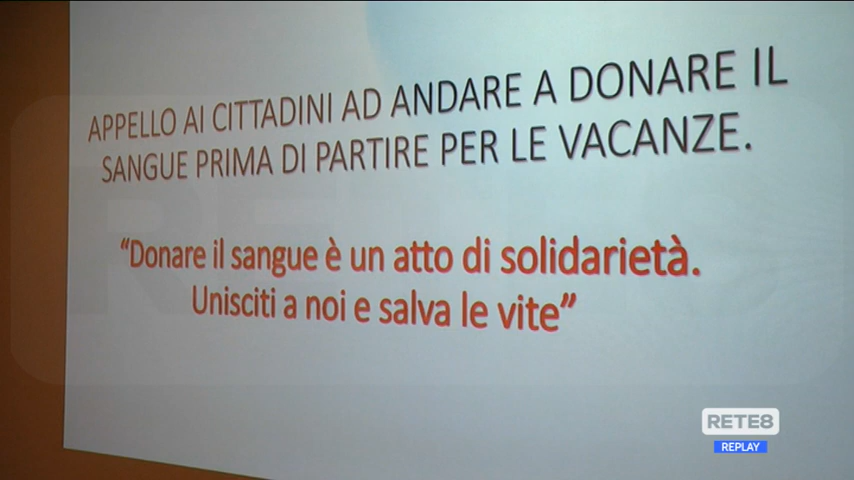 APPELLO AI CITTADINI AD ANDARE A DONARE IL
SANGUE PRIMA DI PARTIRE PER LE VACANZE.
“Donare il sangue è un atto di solidarietà.
Unisciti a noi e salva le vite”
RETE8
REPLAY